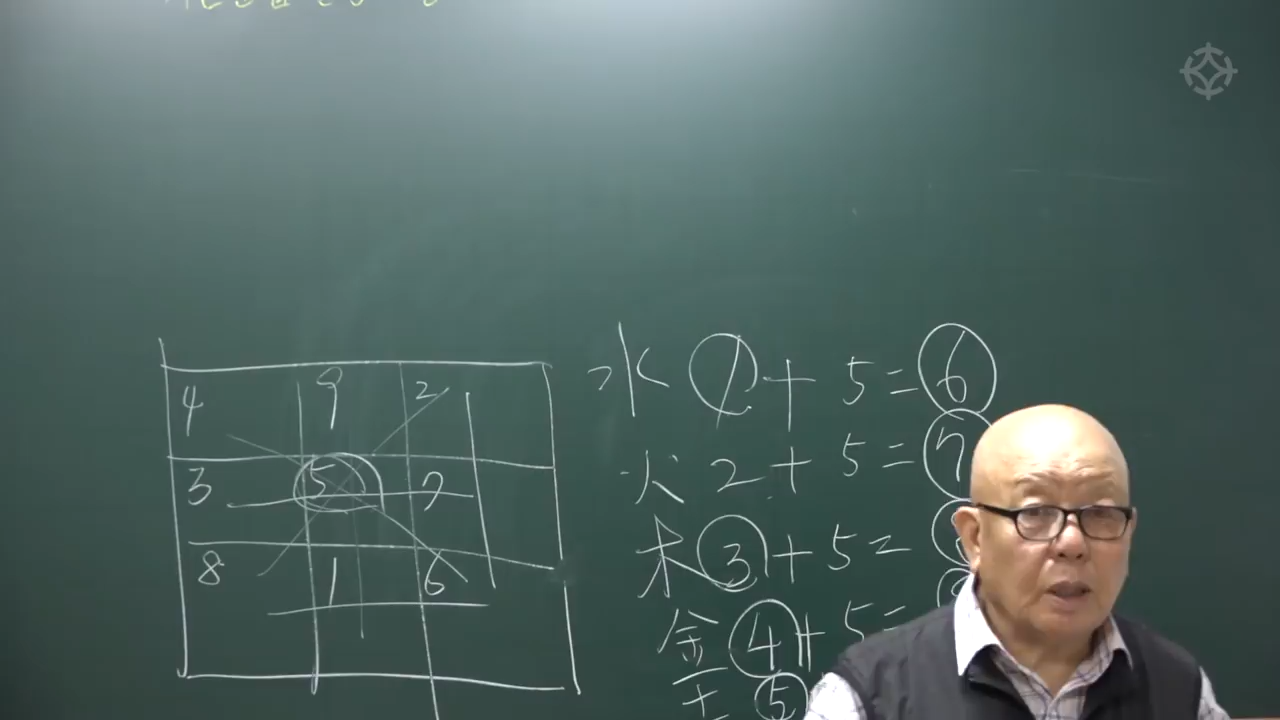 4 9 2
3 5 7
8 1 6
水 1 + 5 = 6
火 2 + 5 = 7
木 3 + 5 =
金 4 + 5 =
土 5